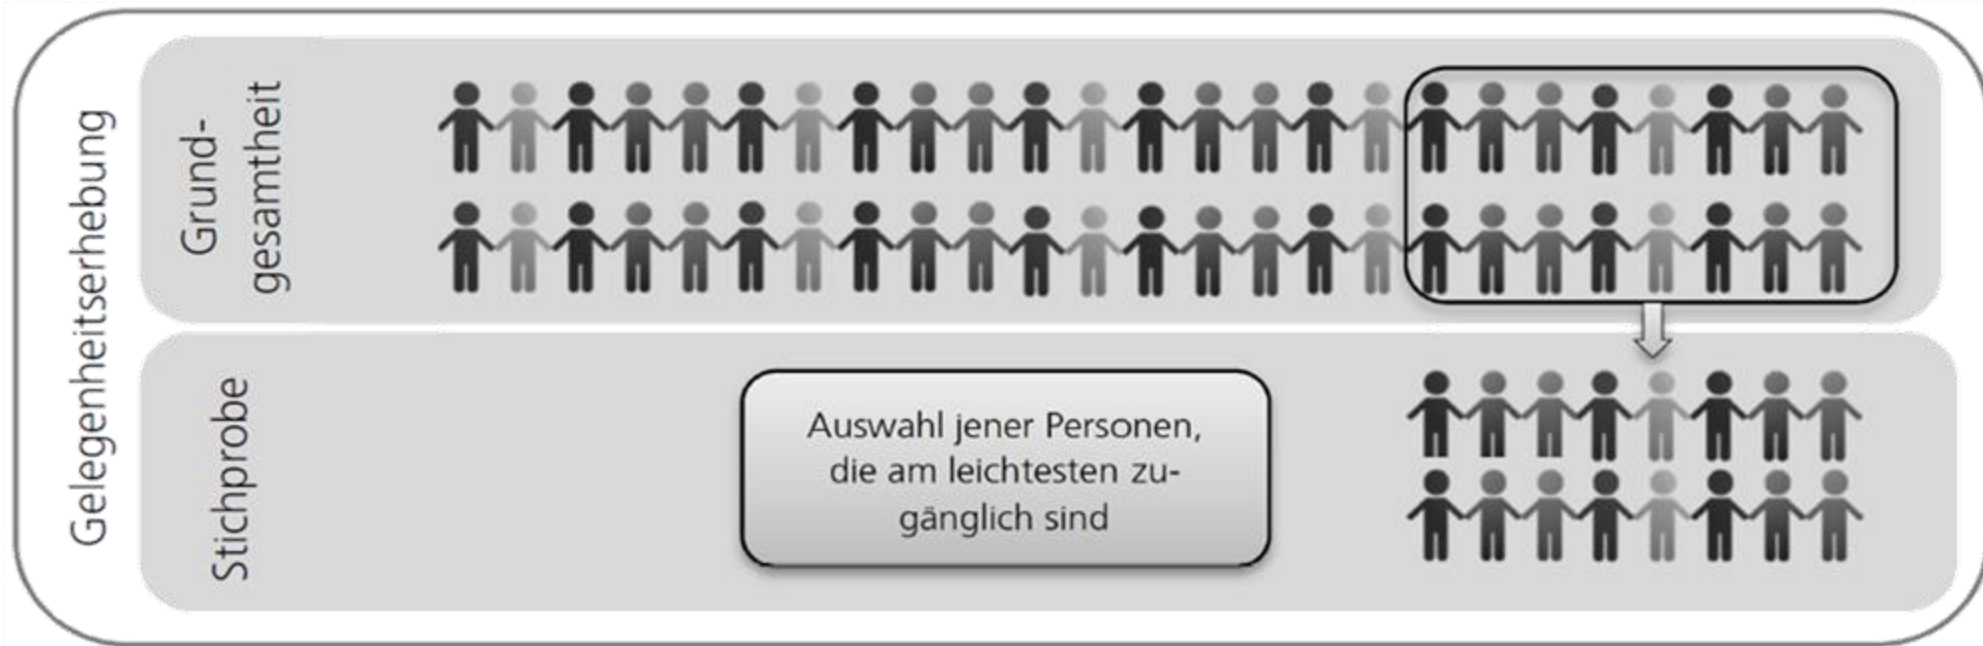 Gelegenheitserhebung
Grund-
gesamtheit
Stichprobe
Auswahl jener Personen,
die am leichtesten zu-
gänglich sind